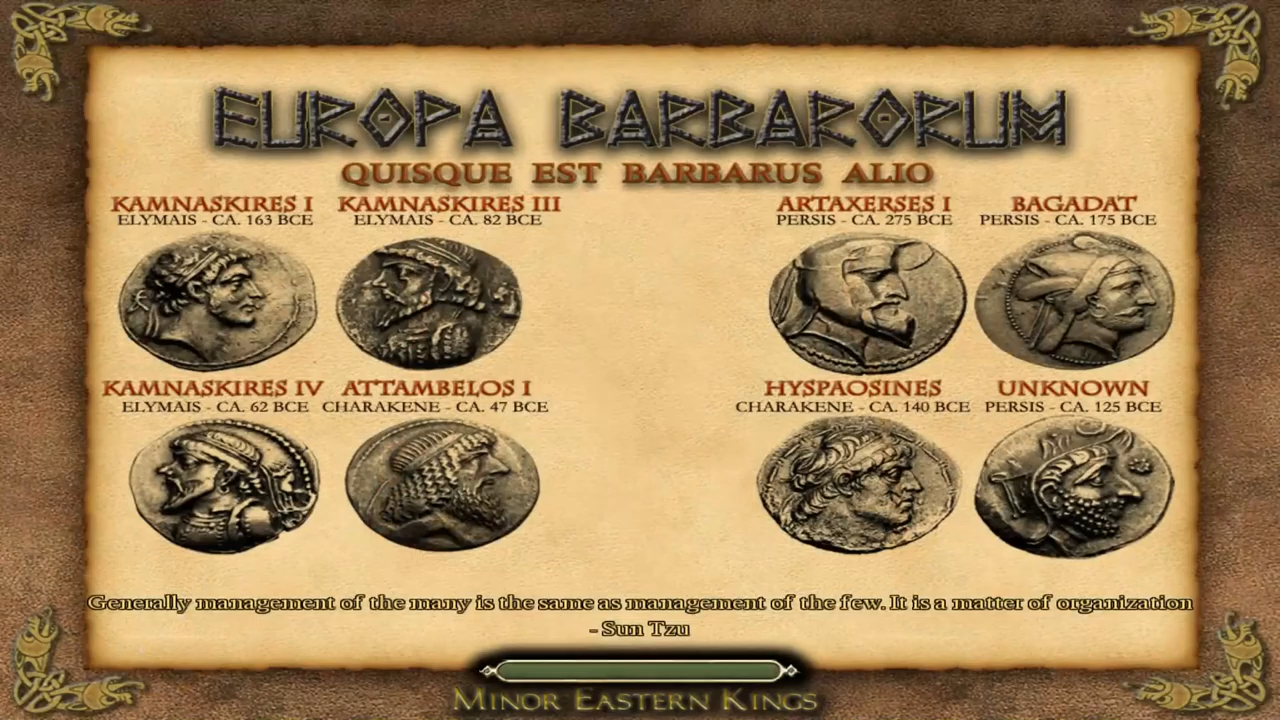 EUROPA BARBARORUM
QUISQUE EST BARBARUS ALIO
KAMNASKIRES I
ELYMAIS - CA. 163 BCE
KAMNASKIRES III
ELYMAIS - CA. 82 BCE
ARTAXERSES I
PERSIS - CA. 275 BCE
BAGADAT
PERSIS - CA. 175 BCE
KAMNASKIRES IV
ELYMAIS - CA. 62 BCE
ATTAMBELOS I
CHARAKENE - CA. 47 BCE
HYSPAOSINES
CHARAKENE - CA. 140 BCE
UNKNOWN
PERSIS - CA. 125 BCE
Generally management of the many is the same as management of the few. It is a matter of organization
- Sun Tzu
MINOR EASTERN KINGS